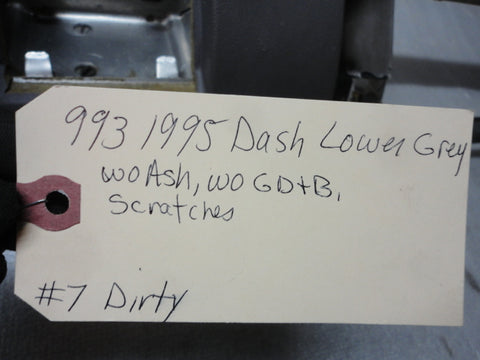 993 1995 Dash Lower Grey
WO Ash, WO GD+B,
Scratches
#7 Dirty